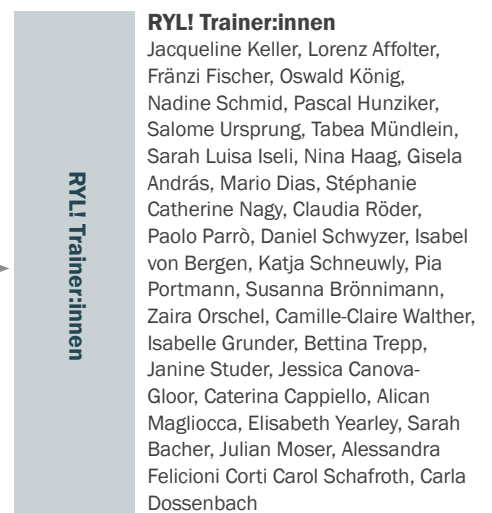 RYL! Trainer:innen
RYL! Trainer:innen
Jacqueline Keller, Lorenz Affolter,
Fränzi Fischer, Oswald König,
Nadine Schmid, Pascal Hunziker,
Salome Ursprung, Tabea Mündlein,
Sarah Luisa Iseli, Nina Haag, Gisela
András, Mario Dias, Stéphanie
Catherine Nagy, Claudia Röder,
Paolo Parrò, Daniel Schwyzer, Isabel
von Bergen, Katja Schneuwly, Pia
Portmann, Susanna Brönnimann,
Zaira Orschel, Camille-Claire Walther,
Isabelle Grunder, Bettina Trepp,
Janine Studer, Jessica Canova-
Gloor, Caterina Cappiello, Alican
Magliocca, Elisabeth Yearley, Sarah
Bacher, Julian Moser, Alessandra
Felicioni Corti Carol Schafroth, Carla
Dossenbach